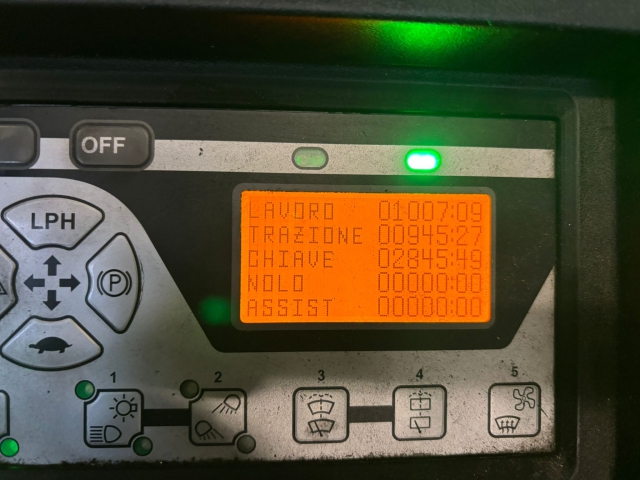 OFF
LPH
LAVORO 01007:09
TRAZIONE 00945:27
CHIAVE 02845:49
NOLO 00000:00
ASSIST 00000:00
P
1 2 3 4 5